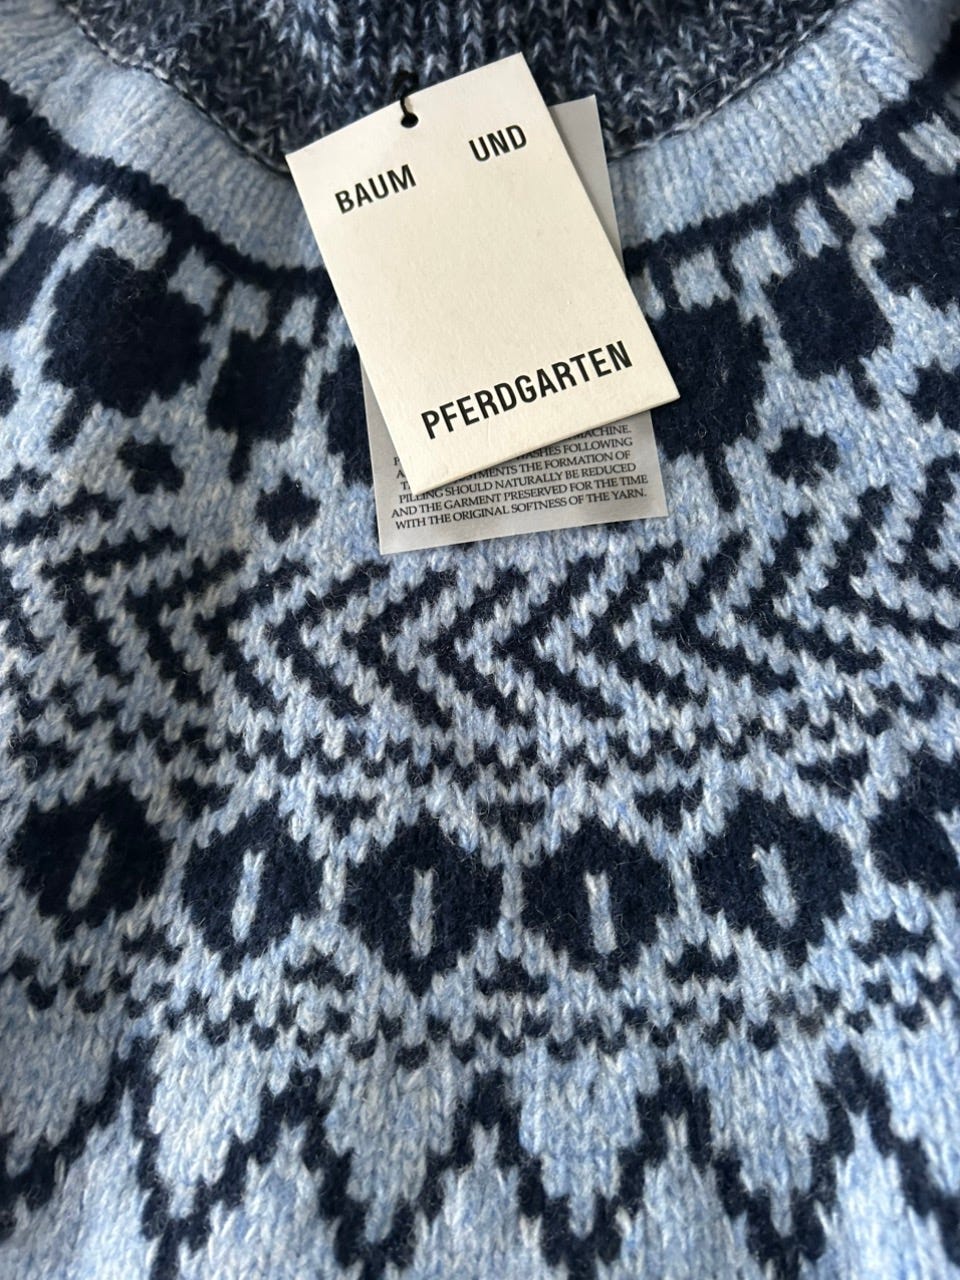 BAUM UND
PFERDGARTEN
MACHINE.
WASHES FOLLOWING
THE FORMATION OF
PILLING SHOULD NATURALLY BE REDUCED
AND THE GARMENT PRESERVED FOR THE TIME
WITH THE ORIGINAL SOFTNESS OF THE YARN.